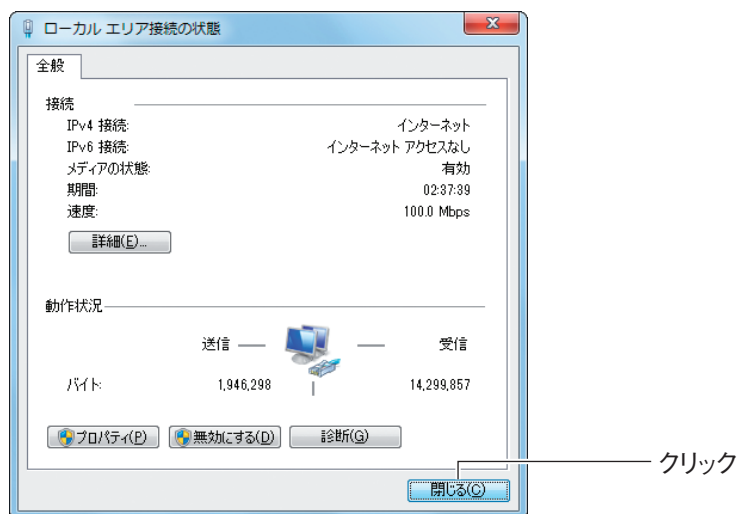 ローカル エリア接続の状態
全般
接続
IPv4 接続: インターネット
IPv6 接続: インターネット アクセスなし
メディアの状態: 有効
期間: 02:37:39
速度: 100.0 Mbps
詳細(E)...
動作状況
送信 受信
バイト: 1,946,298 14,299,857
プロパティ(P) 無効にする(D) 診断(G)
閉じる(C) クリック